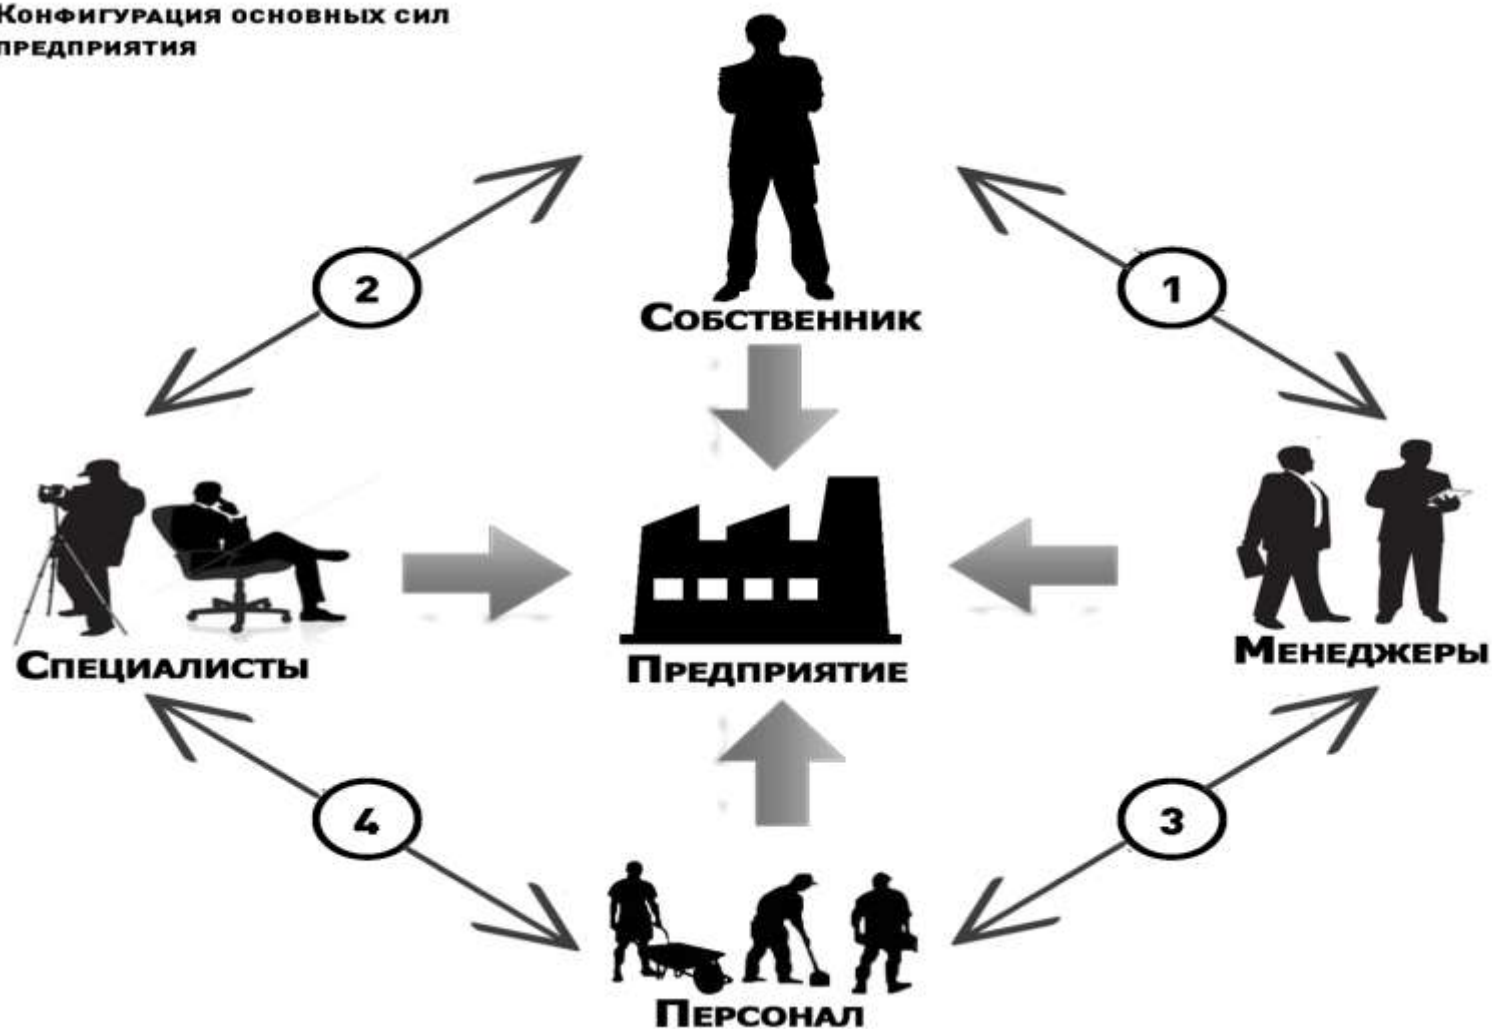 Конфигурация основных сил
предприятия
2
1
Собственник
Специалисты
Предприятие
Менеджеры
4
3
Персонал